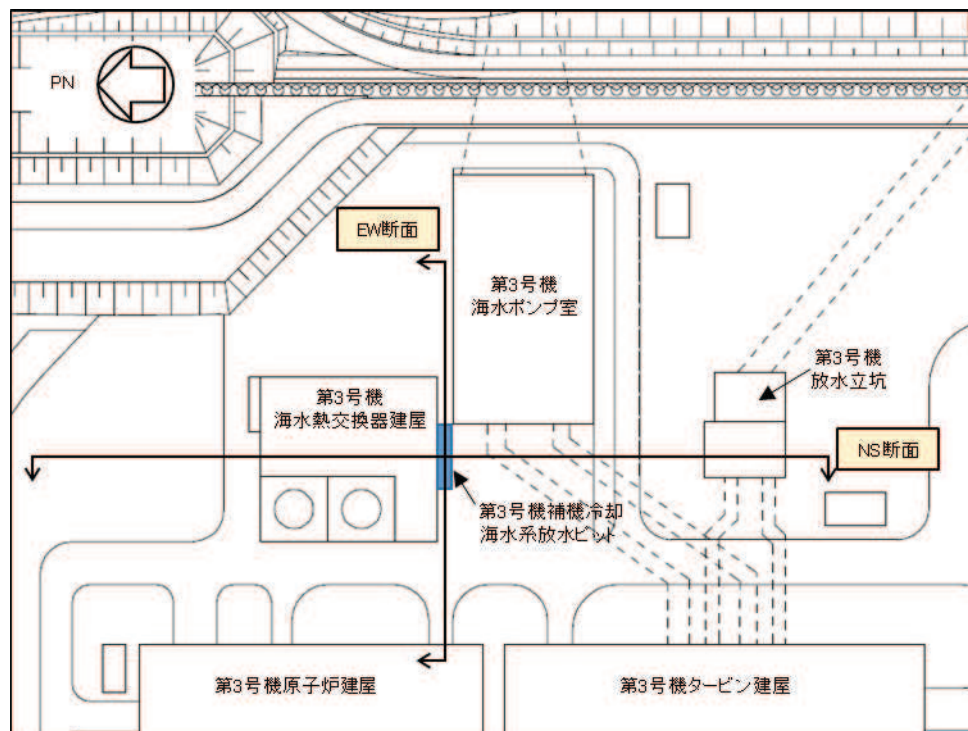 PN
EW断面
第3号機
海水ポンプ室
第3号機
放水立坑
第3号機
海水熱交換器建屋
NS断面
第3号機補機冷却
海水系放水ピット
第3号機原子炉建屋
第3号機タービン建屋